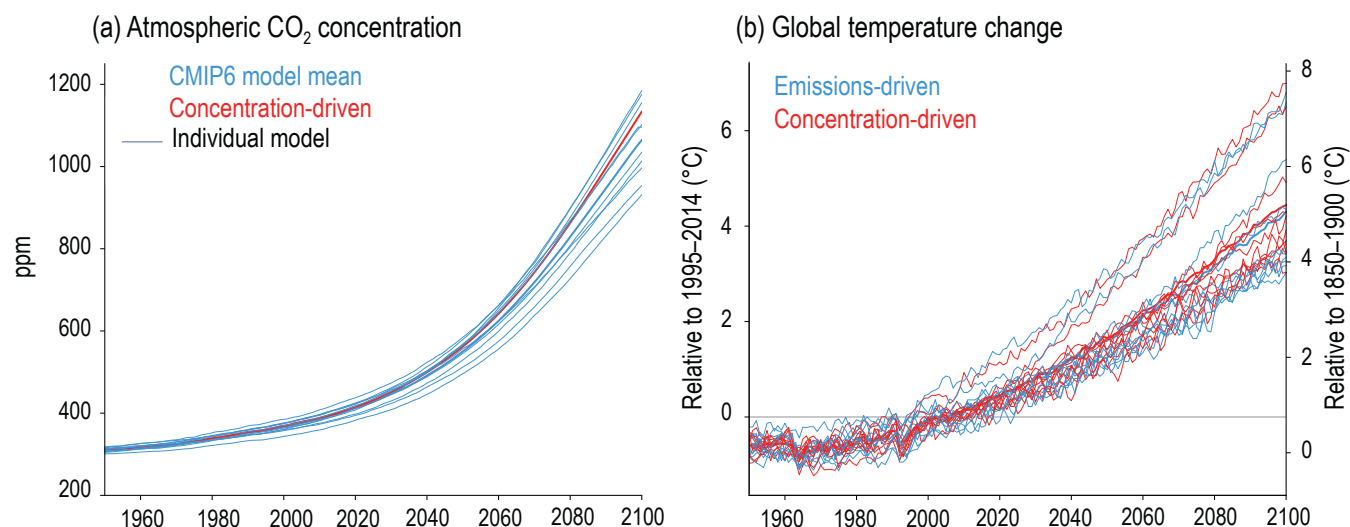 (a) Atmospheric CO₂ concentration
CMIP6 model mean
Concentration-driven
Individual model
ppm
1200
1000
800
600
400
200
1960 1980 2000 2020 2040 2060 2080 2100
(b) Global temperature change
Emissions-driven
Concentration-driven
Relative to 1995–2014 (°C)
6
4
2
0
Relative to 1850–1900 (°C)
8
6
4
2
0
1960 1980 2000 2020 2040 2060 2080 2100